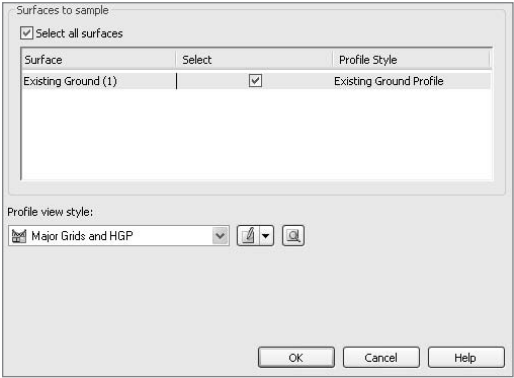 Surfaces to sample
Select all surfaces
Surface Select Profile Style
Existing Ground (1) Existing Ground Profile
Profile view style:
Major Grids and HGP
OK Cancel Help